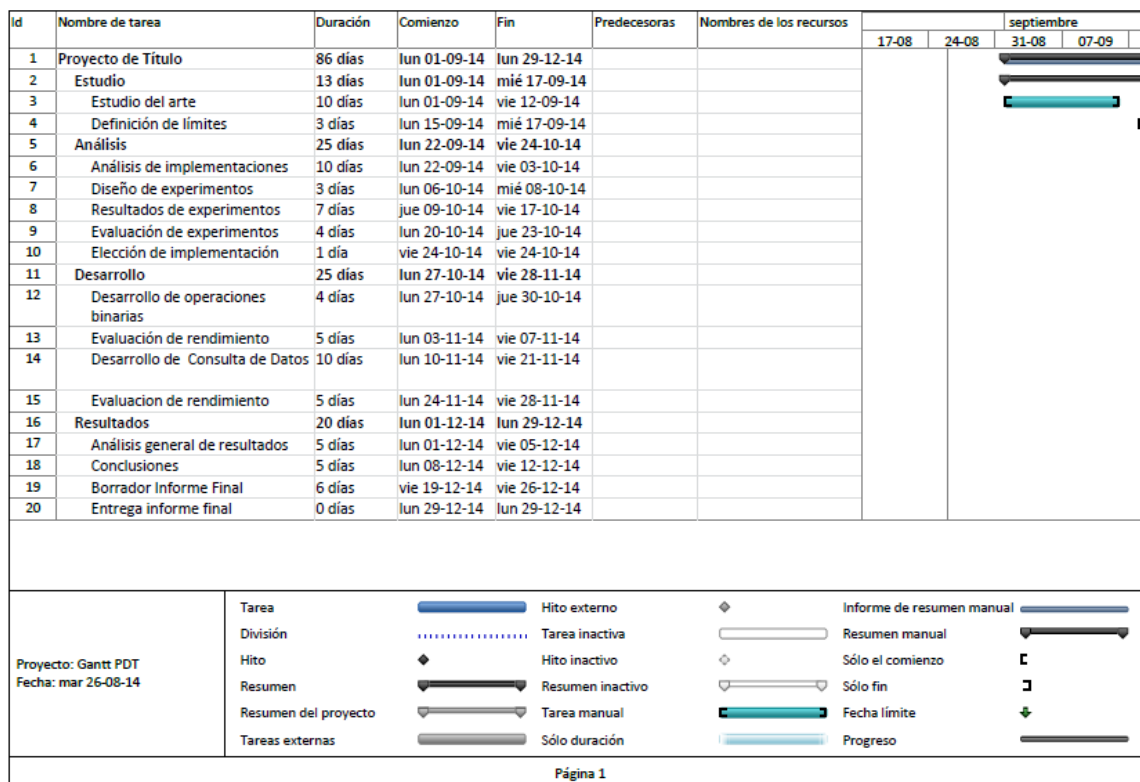 Id Nombre de tarea Duración Comienzo Fin Predecesoras Nombres de los recursos septiembre
17-08 24-08 31-08 07-09
1 Proyecto de Título 86 días lun 01-09-14 lun 29-12-14
2 Estudio 13 días lun 01-09-14 mié 17-09-14
3 Estudio del arte 10 días lun 01-09-14 vie 12-09-14
4 Definición de límites 3 días lun 15-09-14 mié 17-09-14
5 Análisis 25 días lun 22-09-14 vie 24-10-14
6 Análisis de implementaciones 10 días lun 22-09-14 vie 03-10-14
7 Diseño de experimentos 3 días lun 06-10-14 mié 08-10-14
8 Resultados de experimentos 7 días jue 09-10-14 vie 17-10-14
9 Evaluación de experimentos 4 días lun 20-10-14 jue 23-10-14
10 Elección de implementación 1 día vie 24-10-14 vie 24-10-14
11 Desarrollo 25 días lun 27-10-14 vie 28-11-14
12 Desarrollo de operaciones 4 días lun 27-10-14 jue 30-10-14
binarias
13 Evaluación de rendimiento 5 días lun 03-11-14 vie 07-11-14
14 Desarrollo de Consulta de Datos 10 días lun 10-11-14 vie 21-11-14
15 Evaluacion de rendimiento 5 días lun 24-11-14 vie 28-11-14
16 Resultados 20 días lun 01-12-14 lun 29-12-14
17 Análisis general de resultados 5 días lun 01-12-14 vie 05-12-14
18 Conclusiones 5 días lun 08-12-14 vie 12-12-14
19 Borrador Informe Final 6 días vie 19-12-14 vie 26-12-14
20 Entrega informe final 0 días lun 29-12-14 lun 29-12-14
Proyecto: Gantt PDT
Fecha: mar 26-08-14
Tarea Hito externo Informe de resumen manual
División Tarea inactiva Resumen manual
Hito Hito inactivo Sólo el comienzo
Resumen Resumen inactivo Sólo fin
Resumen del proyecto Tarea manual Fecha límite
Tareas externas Sólo duración Progreso
Página 1